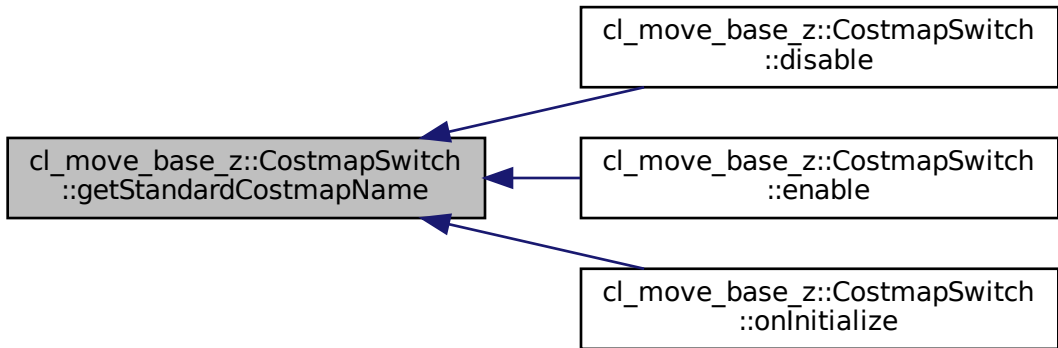 cl_move_base_z::CostmapSwitch
::getStandardCostmapName
cl_move_base_z::CostmapSwitch
::disable
cl_move_base_z::CostmapSwitch
::enable
cl_move_base_z::CostmapSwitch
::onInitialize